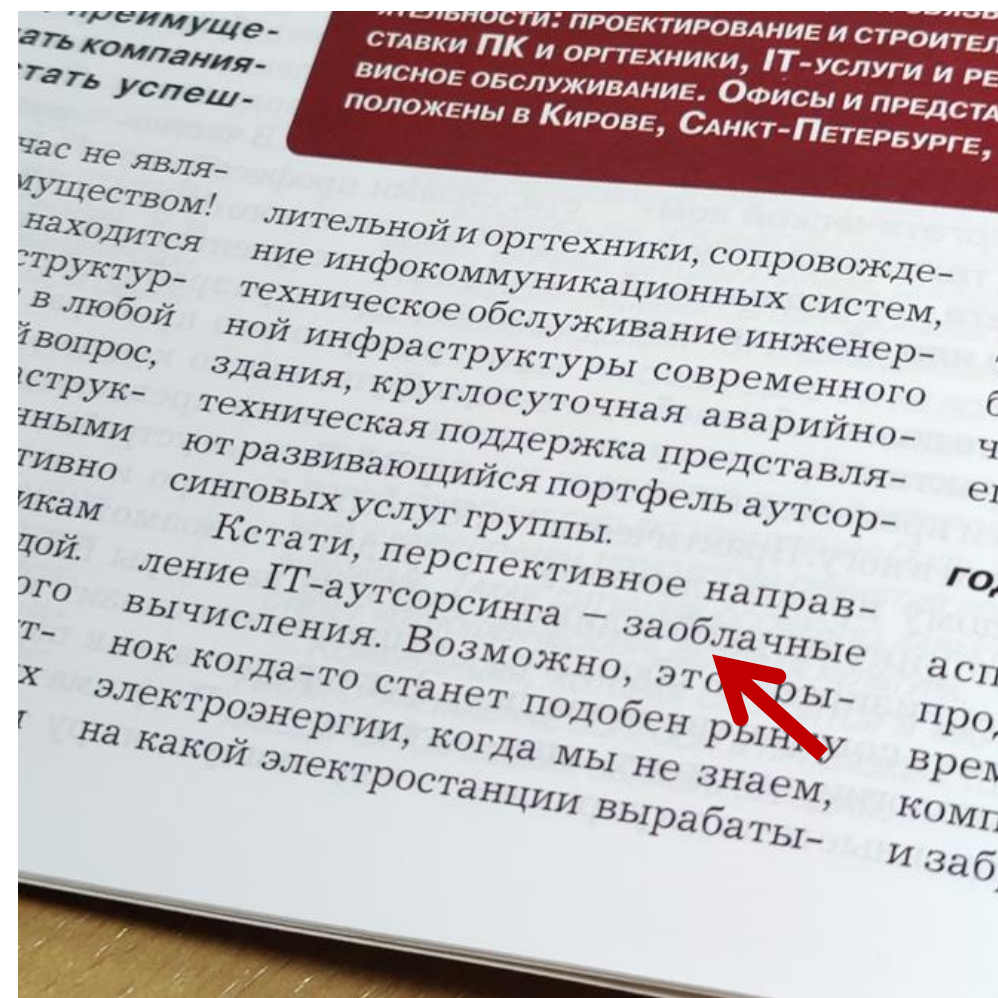 преимуще-
ать компания-
тать успеш-
ятельности: проектирование и строител
ставки ПК и оргтехники, IT-услуги и ре
висное обслуживание. Офисы и предста
положены в Кирове, Санкт-Петербурге,
час не явля-
муществом!
находится
структур-
в любой
й вопрос,
аструк-
нными
тивно
икам
дой.
ого
т-
х
лительной и оргтехники, сопровожде-
ние инфокоммуникационных систем,
техническое обслуживание инженер-
ной инфраструктуры современного
здания, круглосуточная аварийно-
техническая поддержка представля-
ют развивающийся портфель аутсор-
синговых услуг группы.
Кстати, перспективное направ-
ление IT-аутсорсинга заоблачные
вычисления. Возможно, это ры-
нок когда-то станет подобен рынку
электроэнергии, когда мы не знаем,
на какой электростанции вырабаты-
го
асп
про
врем
комп
и заб